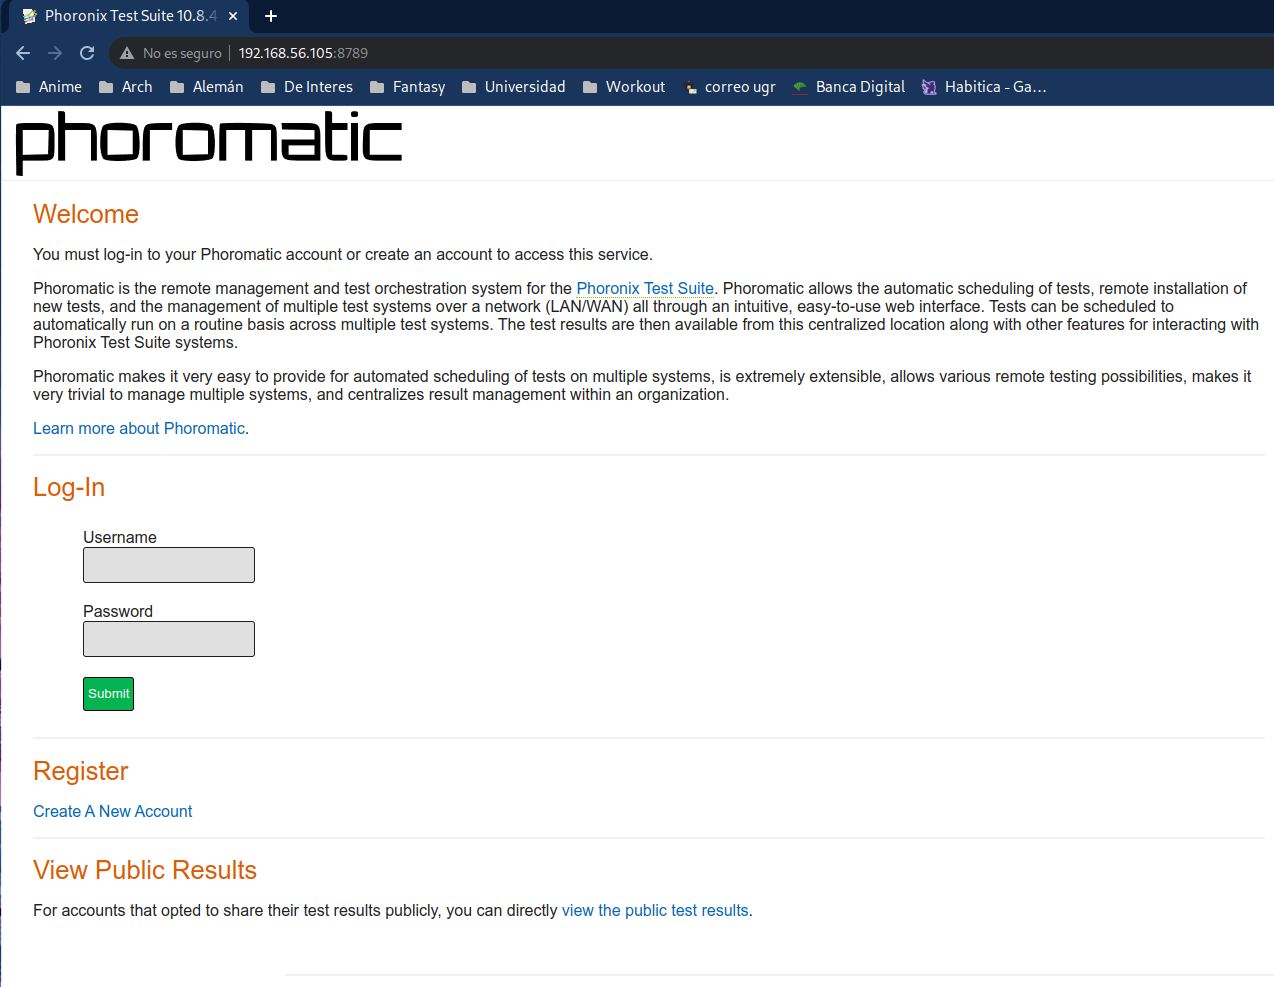 Phoronix Test Suite 10.8.4
No es seguro 192.168.56.105:8789
Anime Arch Alemán De Interes Fantasy Universidad Workout correo ugr Banca Digital Habitica - Ga...
phoromatic
Welcome
You must log-in to your Phoromatic account or create an account to access this service.
Phoromatic is the remote management and test orchestration system for the Phoronix Test Suite. Phoromatic allows the automatic scheduling of tests, remote installation of
new tests, and the management of multiple test systems over a network (LAN/WAN) all through an intuitive, easy-to-use web interface. Tests can be scheduled to
automatically run on a routine basis across multiple test systems. The test results are then available from this centralized location along with other features for interacting with
Phoronix Test Suite systems.
Phoromatic makes it very easy to provide for automated scheduling of tests on multiple systems, is extremely extensible, allows various remote testing possibilities, makes it
very trivial to manage multiple systems, and centralizes result management within an organization.
Learn more about Phoromatic.
Log-In
Username
Password
Submit
Register
Create A New Account
View Public Results
For accounts that opted to share their test results publicly, you can directly view the public test results.